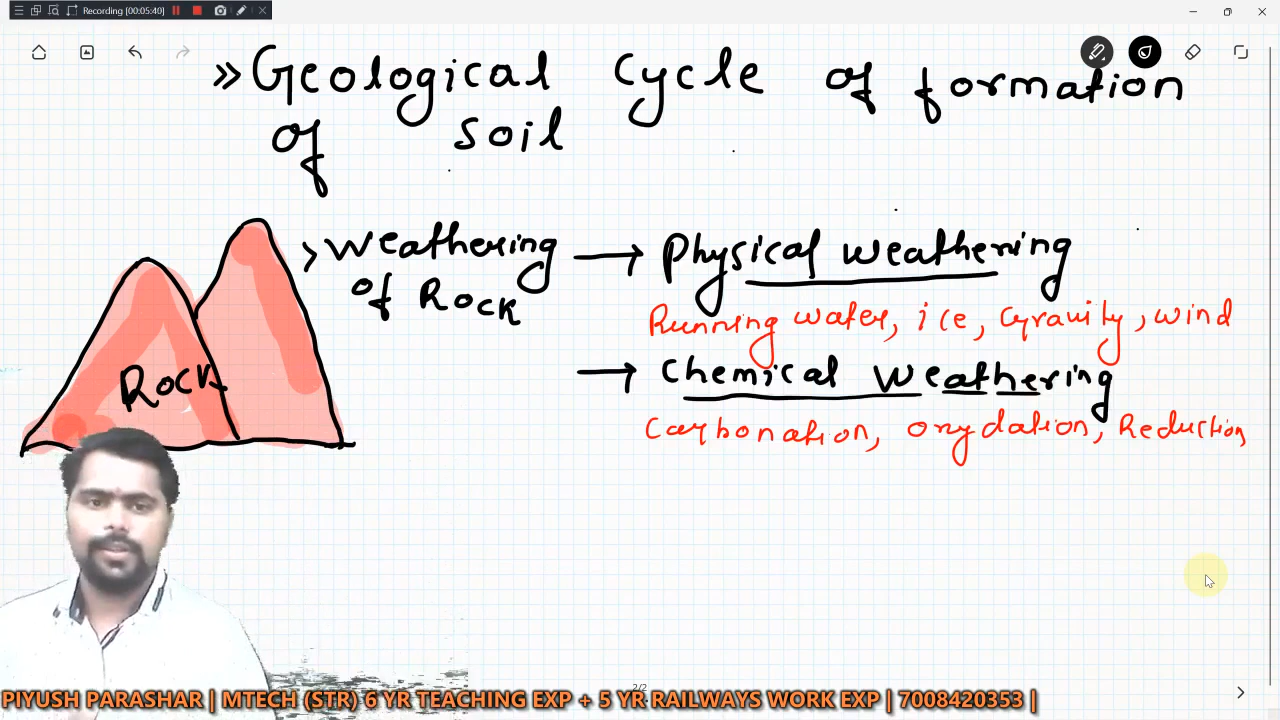 Recording [00:05:40]
» Geological cycle of formation
of soil
> Weathering → Physical weathering
of Rock
Running water, ice, Gravity, wind
→ Chemical Weathering
Rock
Carbonation, oxydation, Reduction
2/2
PIYUSH PARASHAR | MTECH (STR) 6 YR TEACHING EXP + 5 YR RAILWAYS WORK EXP | 7008420353 |